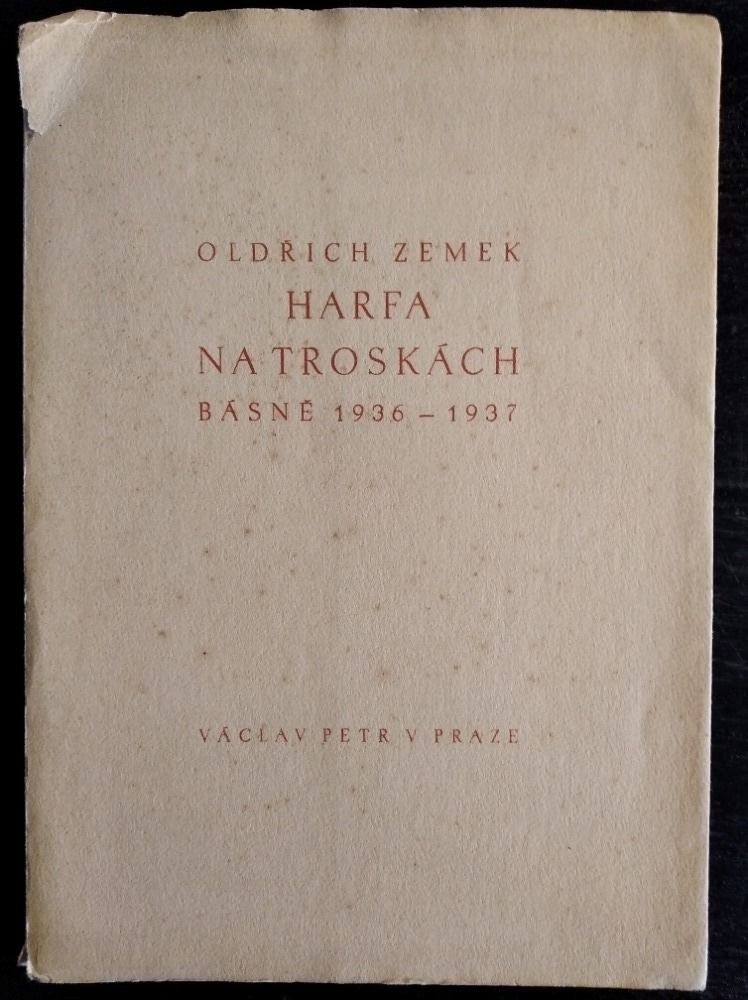 OLDŘICH ZEMEK
HARFA
NA TROSKÁCH
BÁSNĚ 1936 – 1937
VÁCLAV PETR V PRAZE